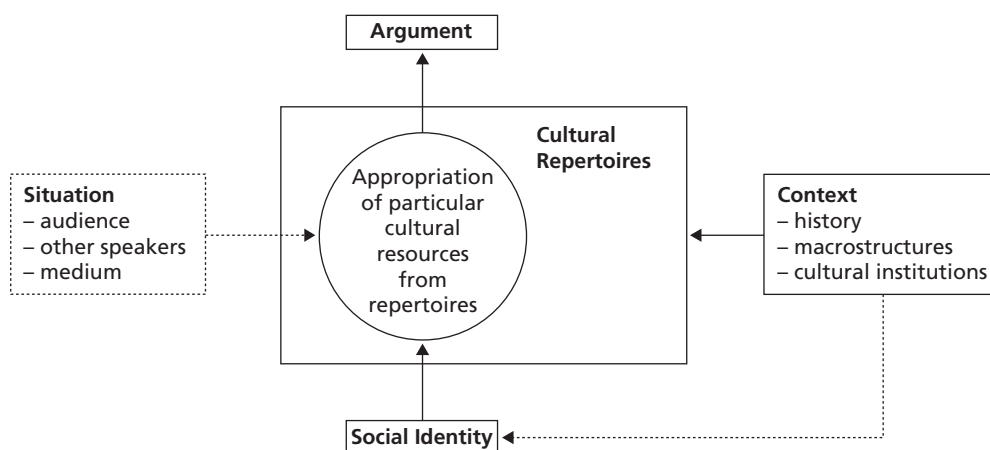 Argument
Cultural
Repertoires
Appropriation
of particular
cultural
resources
from
repertoires
Situation
– audience
– other speakers
– medium
Context
– history
– macrostructures
– cultural institutions
Social Identity